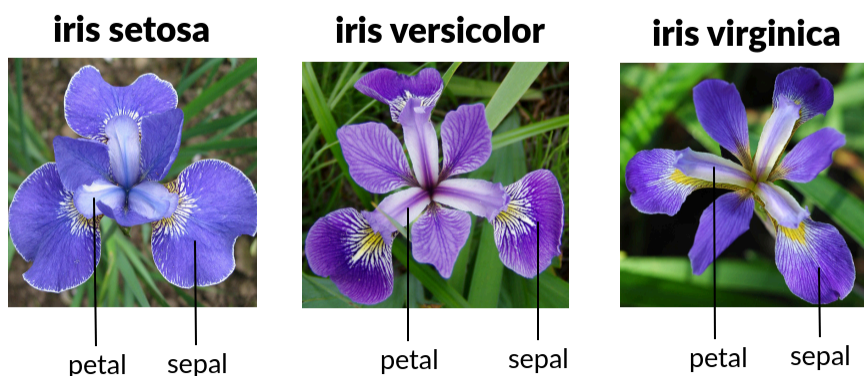 iris setosa
iris versicolor
iris virginica
petal
sepal
petal
sepal
petal
sepal